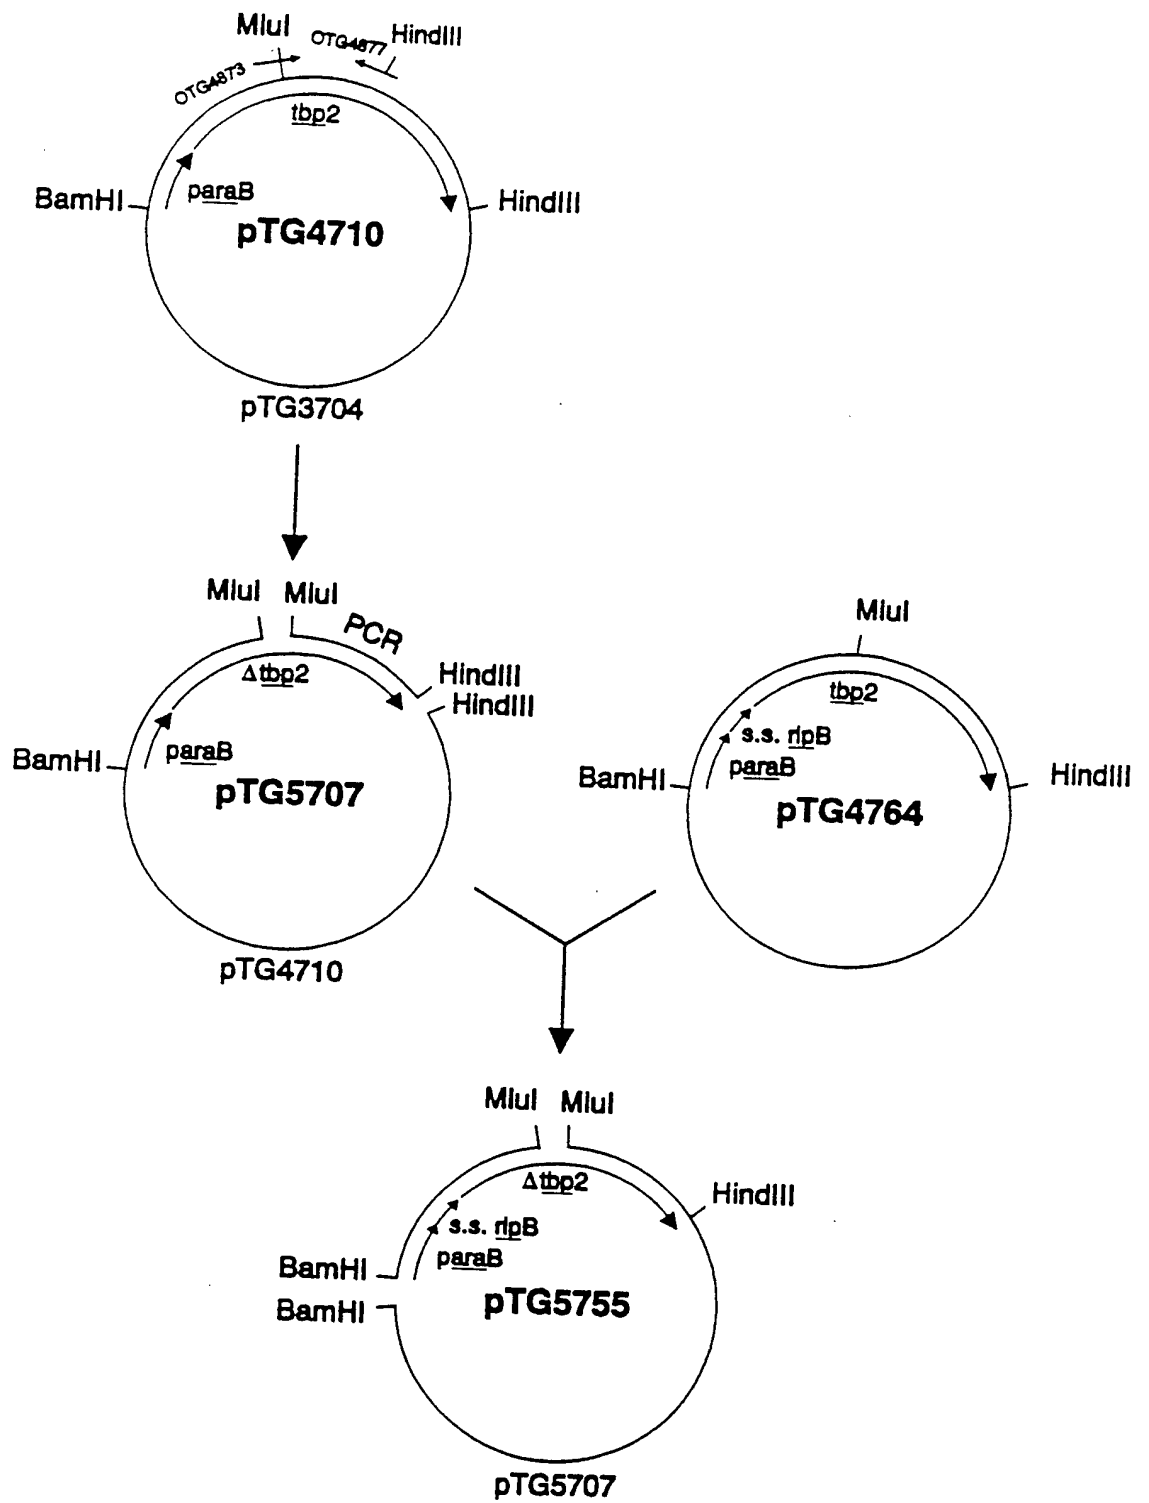 MluI
OTG4877
HindIII
OTG4873
tbp2
BamHI
paraB
HindIII
pTG4710
pTG3704
MluI MluI
PCR
MluI
HindIII
Δtbp2
HindIII
tbp2
s.s. rlpB
BamHI
paraB
paraB
BamHI
HindIII
pTG5707
pTG4764
pTG4710
MluI MluI
Δtbp2
HindIII
s.s. rlpB
paraB
BamHI
BamHI
pTG5755
pTG5707